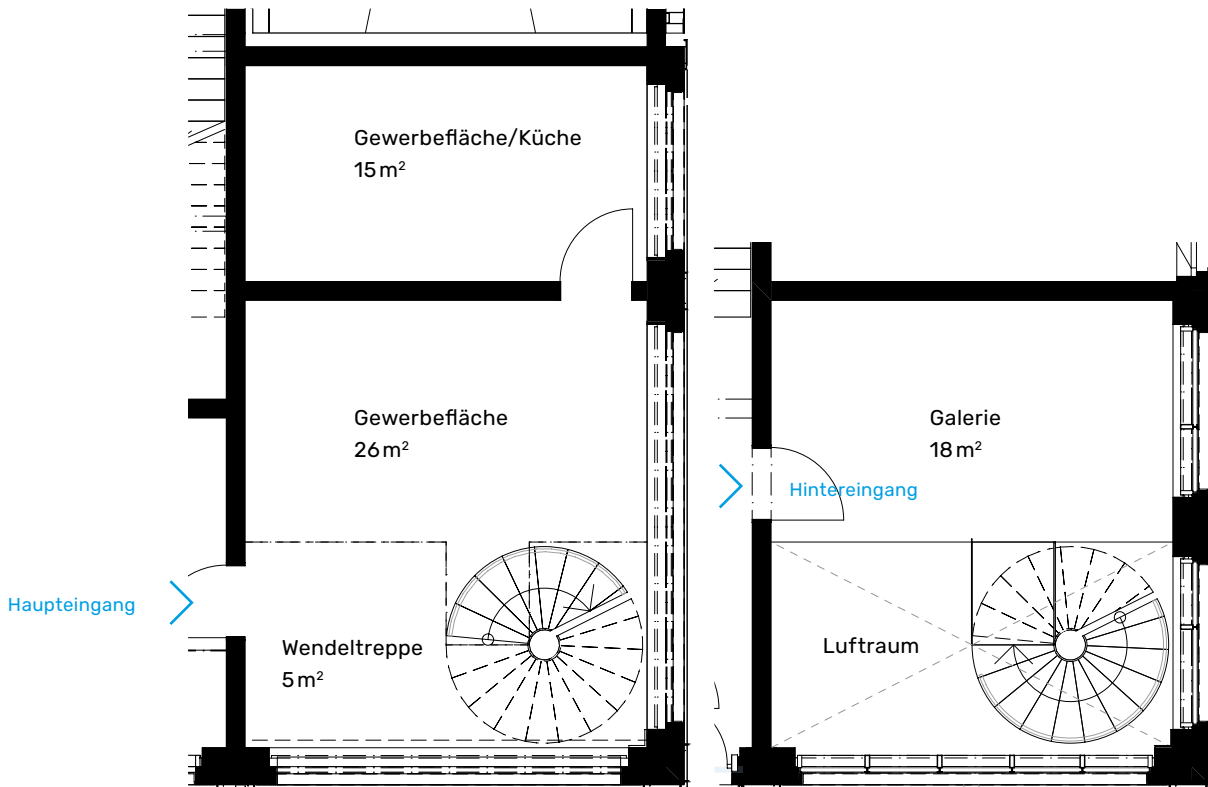 Gewerbefläche/Küche
15 m²
Gewerbefläche
26 m²
Haupteingang
Wendeltreppe
5 m²
Galerie
18 m²
Hintereingang
Luftraum